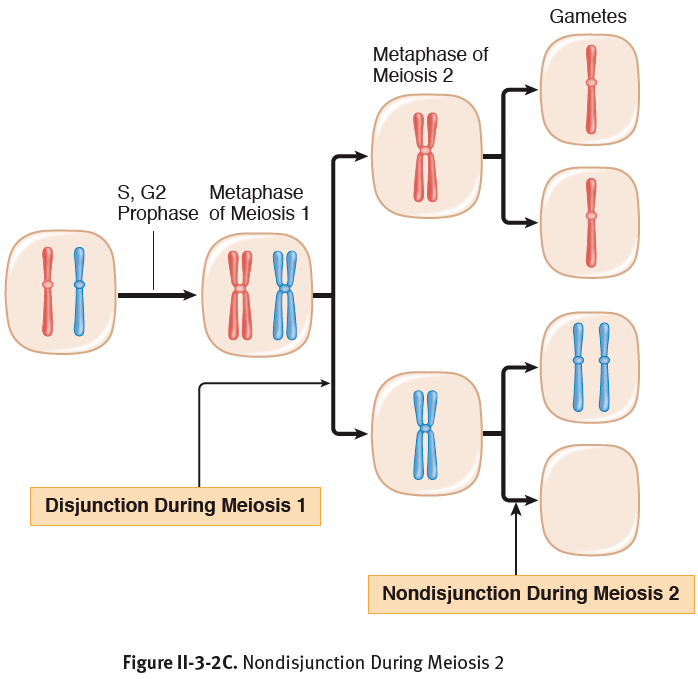 Gametes
Metaphase of
Meiosis 2
S, G2
Prophase
Metaphase
of Meiosis 1
Disjunction During Meiosis 1
Nondisjunction During Meiosis 2
Figure II-3-2C. Nondisjunction During Meiosis 2